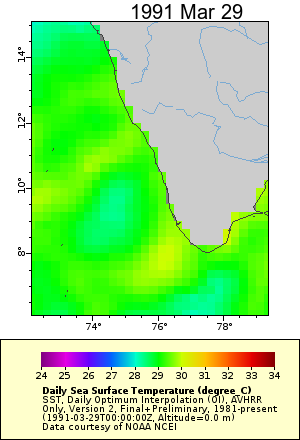 1991 Mar 29
14°
12°
10°
8°
74° 76° 78°
24 25 26 27 28 29 30 31 32 33 34
Daily Sea Surface Temperature (degree_C)
SST, Daily Optimum Interpolation (OI), AVHRR
Only, Version 2, Final+Preliminary, 1981-present
(1991-03-29T00:00:00Z, Altitude=0.0 m)
Data courtesy of NOAA NCEI